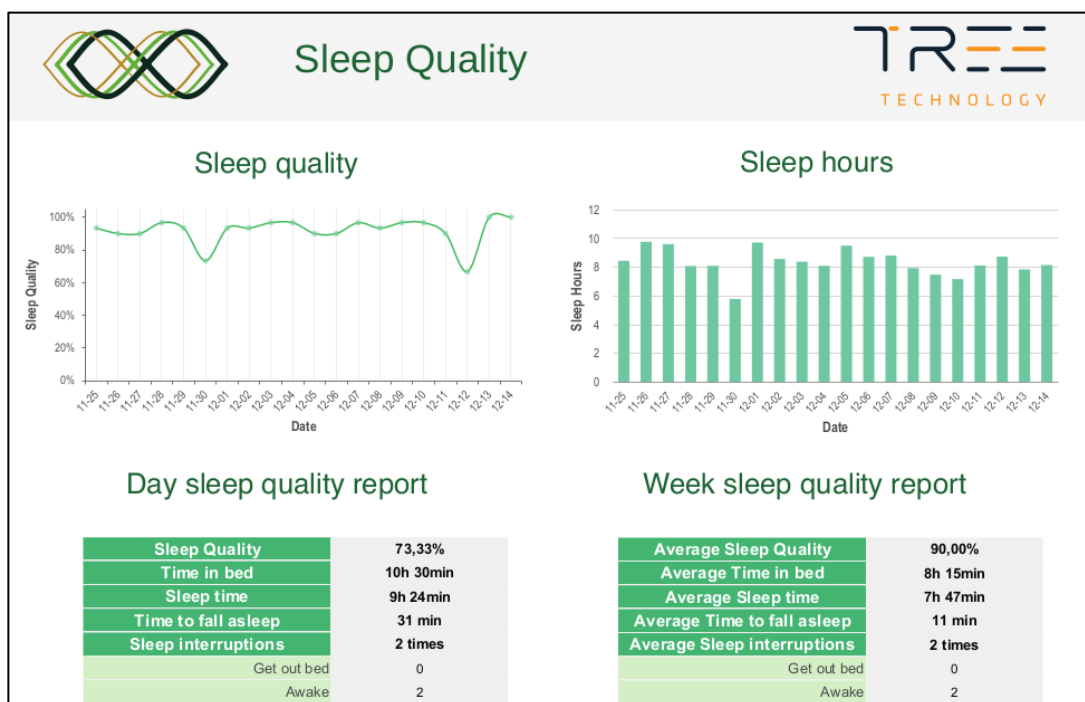 Sleep Quality
TREE
TECHNOLOGY
Sleep quality
100%
80%
60%
40%
20%
0%
Sleep Quality
11-25 11-26 11-27 11-28 11-29 11-30 12-01 12-02 12-03 12-04 12-05 12-06 12-07 12-08 12-09 12-10 12-11 12-12 12-13 12-14
Date
Sleep hours
12
10
8
6
4
2
0
Sleep Hours
11-25 11-26 11-27 11-28 11-29 11-30 12-01 12-02 12-03 12-04 12-05 12-06 12-07 12-08 12-09 12-10 12-11 12-12 12-13 12-14
Date
Day sleep quality report
Sleep Quality 73,33%
Time in bed 10h 30min
Sleep time 9h 24min
Time to fall asleep 31 min
Sleep interruptions 2 times
Get out bed 0
Awake 2
Week sleep quality report
Average Sleep Quality 90,00%
Average Time in bed 8h 15min
Average Sleep time 7h 47min
Average Time to fall asleep 11 min
Average Sleep interruptions 2 times
Get out bed 0
Awake 2